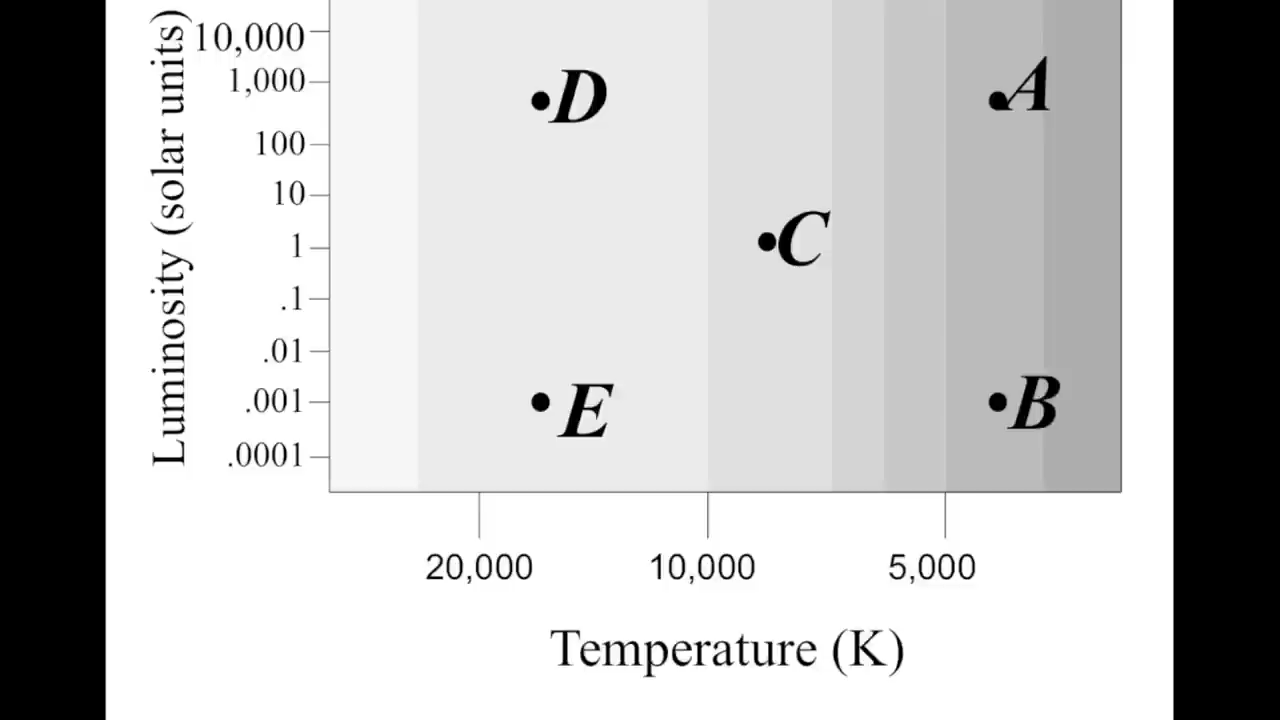 Luminosity (solar units)
10,000
1,000
100
10
1
.1
.01
.001
.0001
D
A
C
E
B
20,000
10,000
5,000
Temperature (K)